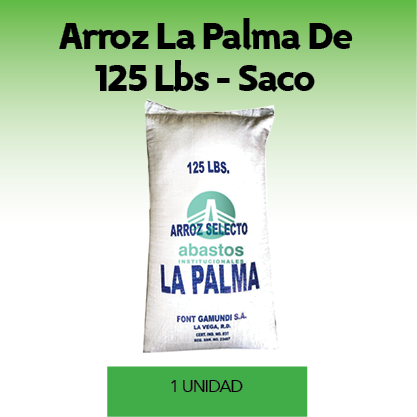 Arroz La Palma De
125 Lbs - Saco
125 LBS.
ARROZ SELECTO
abastos
INSTITUCIONALES
LA PALMA
FONT GAMUNDI S.A.
LA VEGA, R.D.
1 UNIDAD